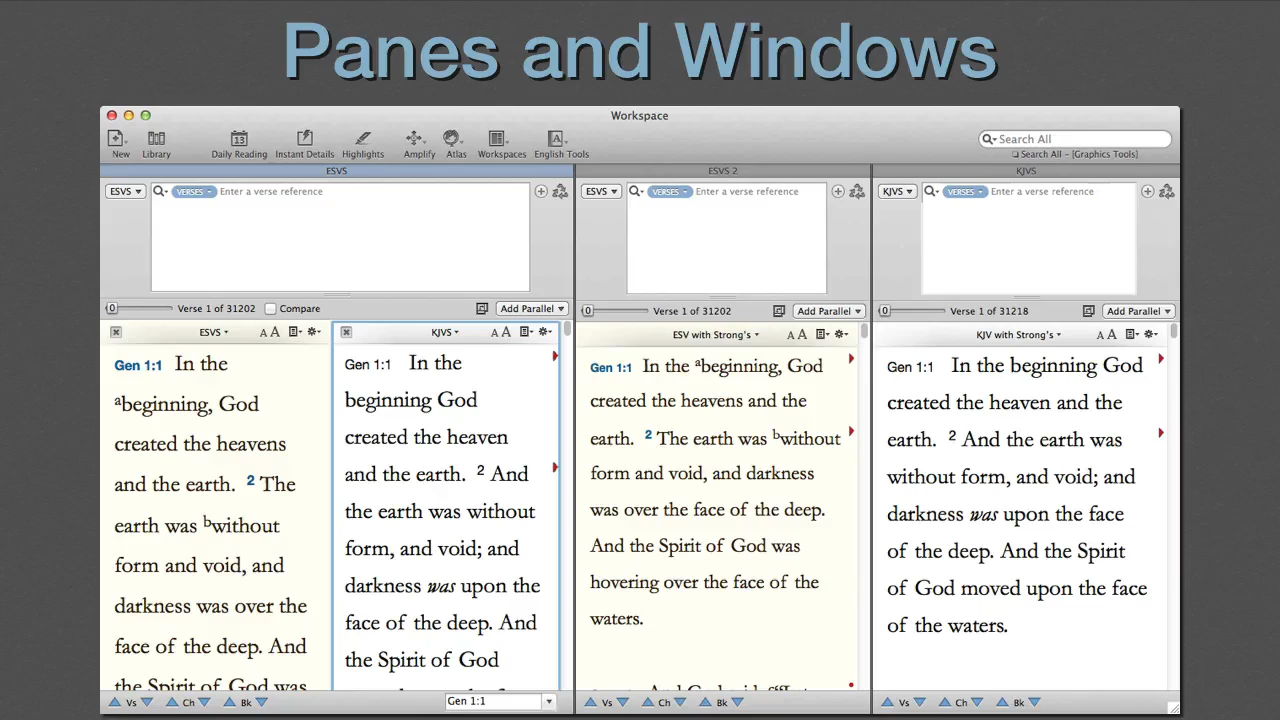 Panes and Windows
Workspace
New Library Daily Reading Instant Details Highlights Amplify Atlas Workspaces English Tools
Search All
Search All - [Graphics Tools]
ESVS
ESVS VERSES Enter a verse reference
0 Verse 1 of 31202 Compare Add Parallel
ESVS A A
Gen 1:1 In the
ᵃbeginning, God
created the heavens
and the earth. 2 The
earth was ᵇwithout
form and void, and
darkness was over the
face of the deep. And
the Spirit of God was
KJVS A A
Gen 1:1 In the
beginning God
created the heaven
and the earth. 2 And
the earth was without
form, and void; and
darkness was upon the
face of the deep. And
the Spirit of God
Vs Ch Bk Gen 1:1
ESVS 2
ESVS VERSES Enter a verse reference
0 Verse 1 of 31202 Add Parallel
ESV with Strong's A A
Gen 1:1 In the ᵃbeginning, God
created the heavens and the
earth. 2 The earth was ᵇwithout
form and void, and darkness
was over the face of the deep.
And the Spirit of God was
hovering over the face of the
waters.
Vs Ch Bk
KJVS
KJVS VERSES Enter a verse reference
0 Verse 1 of 31218 Add Parallel
KJV with Strong's A A
Gen 1:1 In the beginning God
created the heaven and the
earth. 2 And the earth was
without form, and void; and
darkness was upon the face
of the deep. And the Spirit
of God moved upon the face
of the waters.
Vs Ch Bk